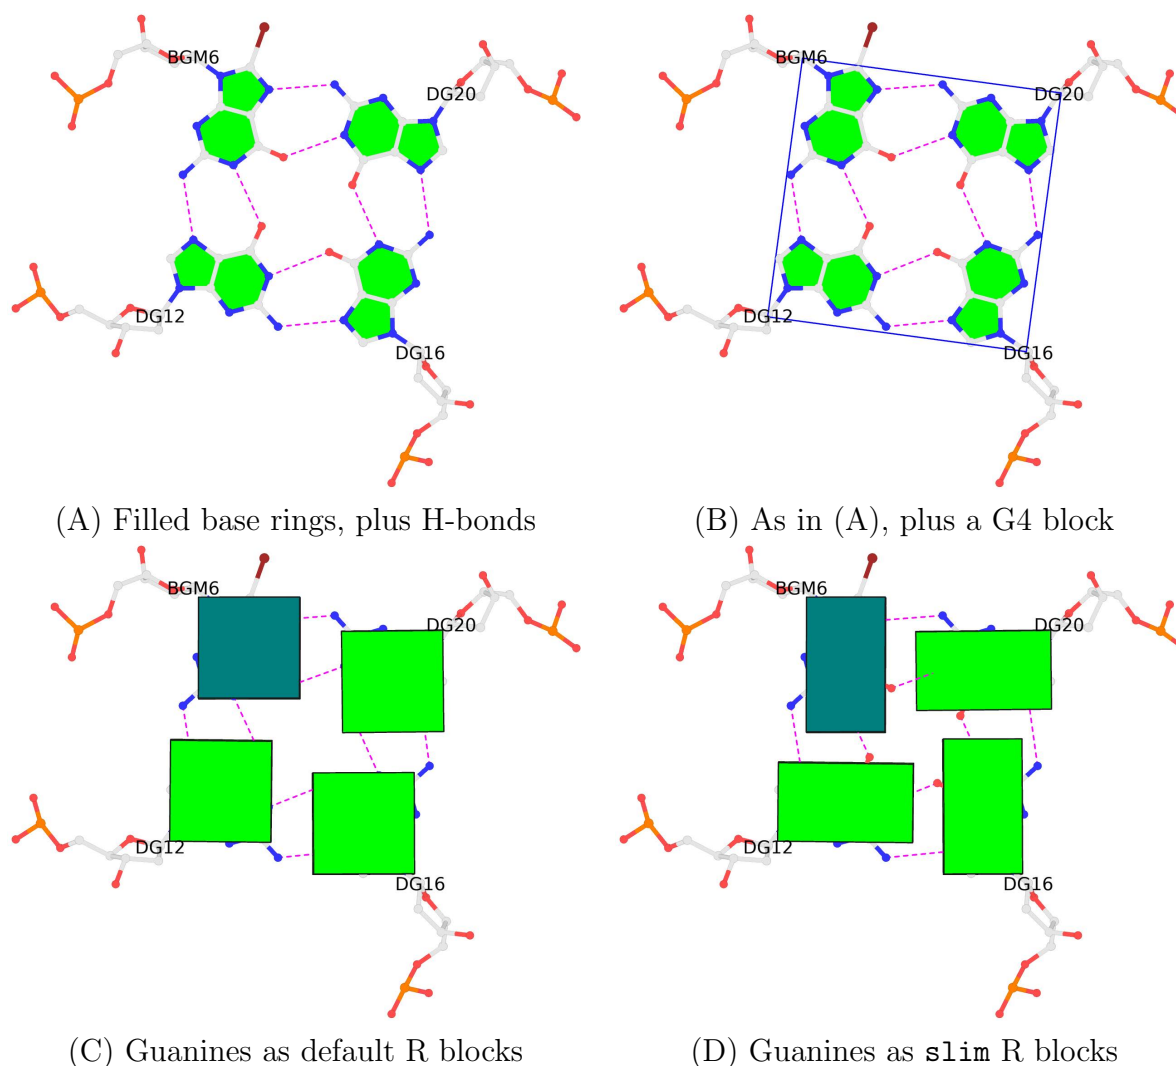 BGM6
DG20
DG12
DG16
(A) Filled base rings, plus H-bonds
BGM6
DG20
DG12
DG16
(B) As in (A), plus a G4 block
BGM6
DG20
DG12
DG16
(C) Guanines as default R blocks
BGM6
DG20
DG12
DG16
(D) Guanines as slim R blocks